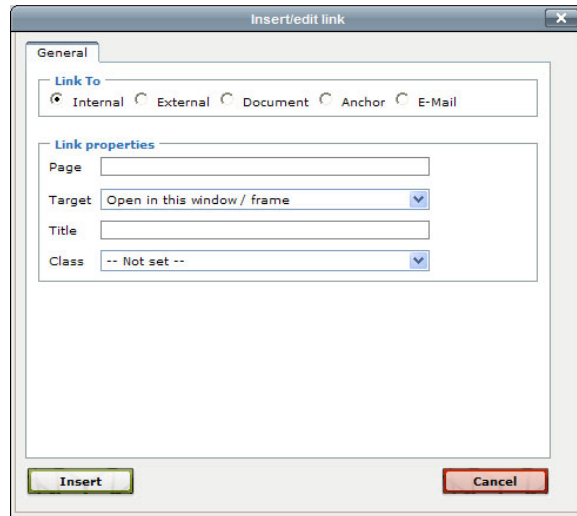 Insert/edit link
General
Link To
Internal External Document Anchor E-Mail
Link properties
Page
Target Open in this window / frame
Title
Class -- Not set --
Insert Cancel